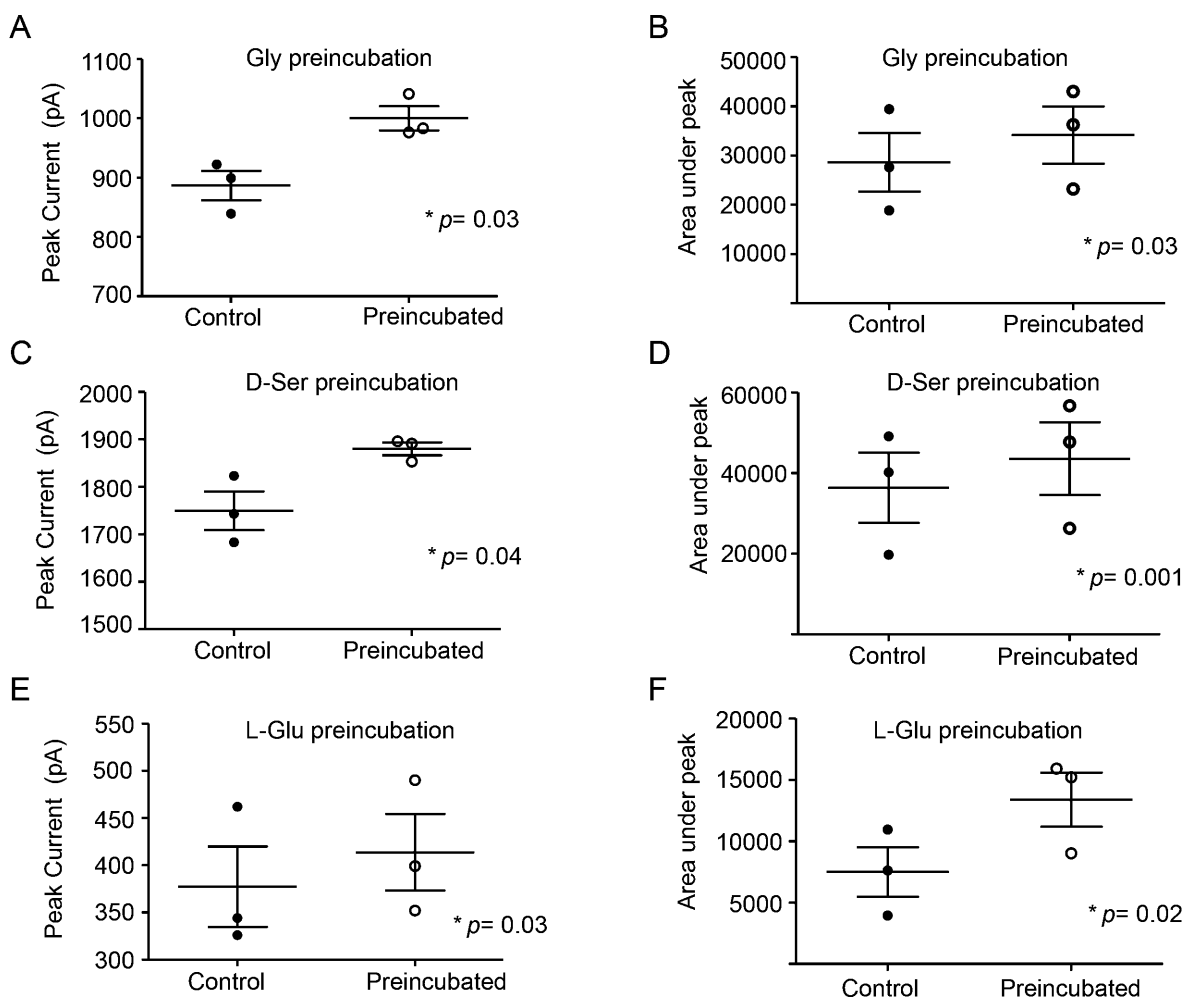 A
Gly preincubation
Peak Current (pA)
1100
1000
900
800
700
* p= 0.03
Control
Preincubated
B
Gly preincubation
Area under peak
50000
40000
30000
20000
10000
* p= 0.03
Control
Preincubated
C
D-Ser preincubation
Peak Current (pA)
2000
1900
1800
1700
1600
1500
* p= 0.04
Control
Preincubated
D
D-Ser preincubation
Area under peak
60000
40000
20000
* p= 0.001
Control
Preincubated
E
L-Glu preincubation
Peak Current (pA)
550
500
450
400
350
300
* p= 0.03
Control
Preincubated
F
L-Glu preincubation
Area under peak
20000
15000
10000
5000
* p= 0.02
Control
Preincubated